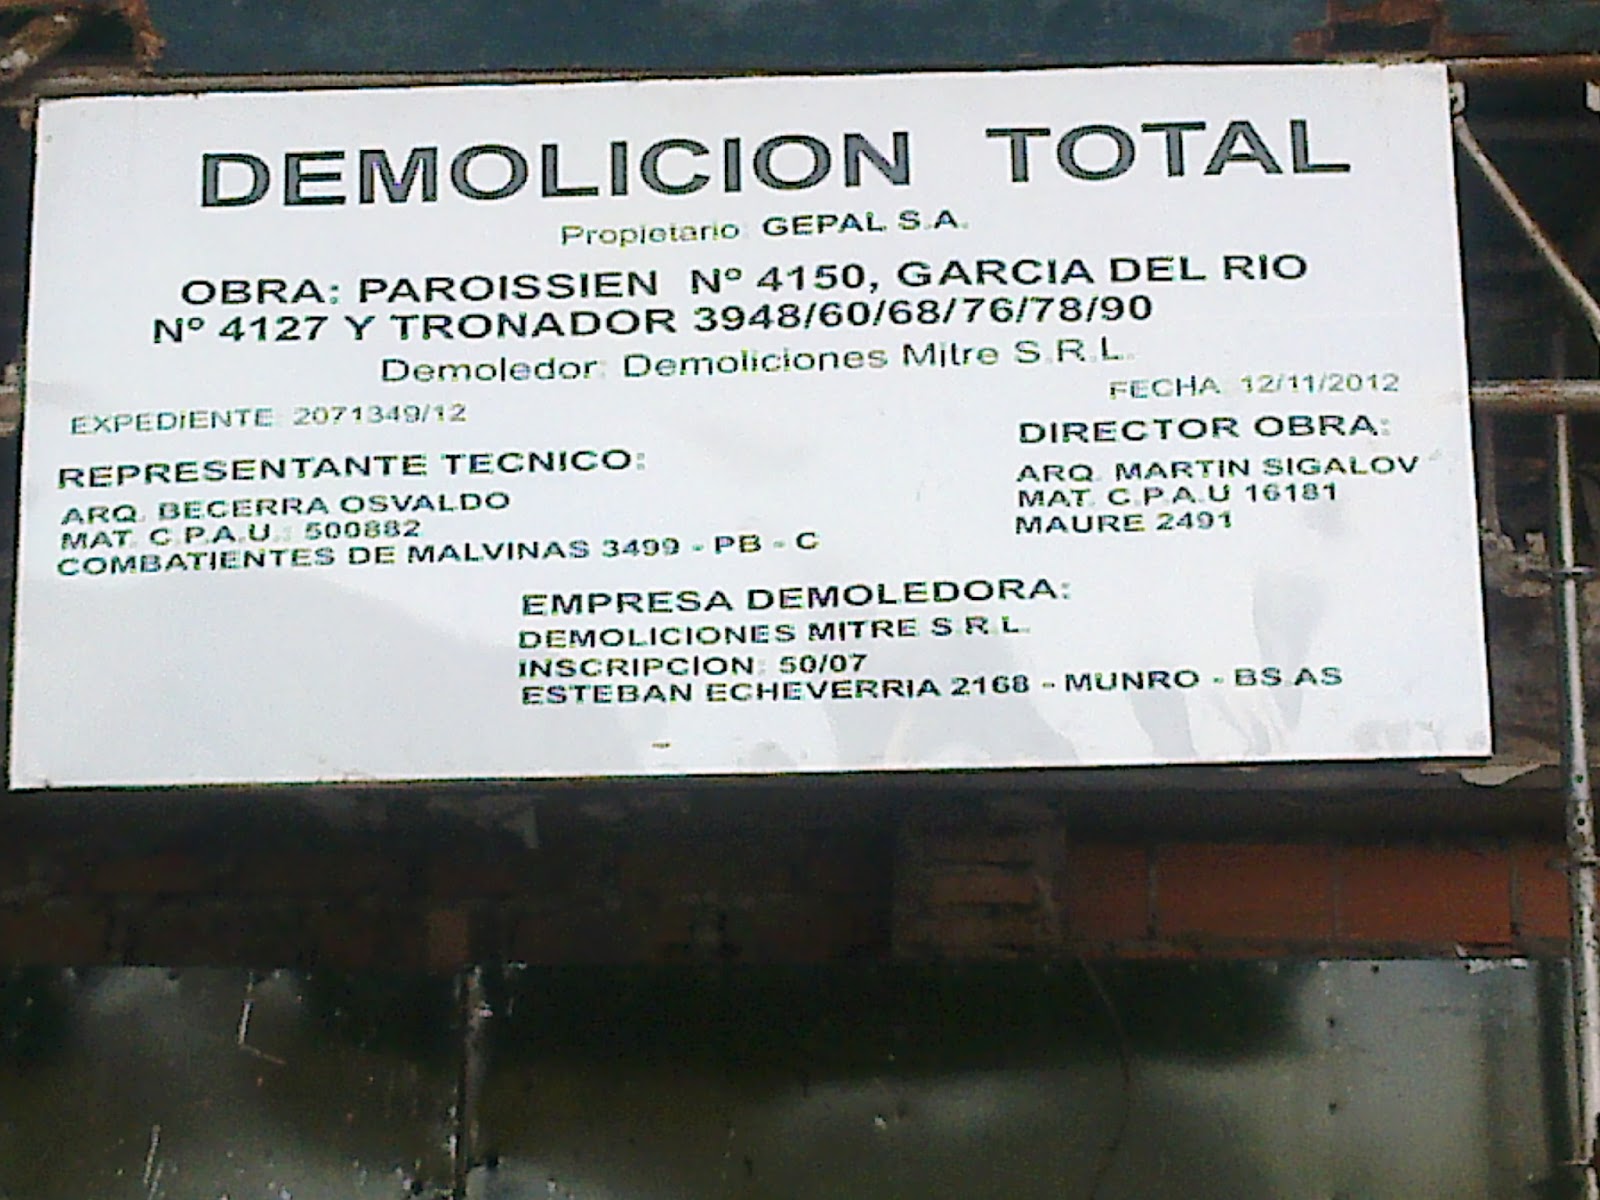 DEMOLICION TOTAL
Propietario: GEPAL S.A.
OBRA: PAROISSIEN Nº 4150, GARCIA DEL RIO
Nº 4127 Y TRONADOR 3948/60/68/76/78/90
Demoledor: Demoliciones Mitre S.R.L.
FECHA: 12/11/2012
EXPEDIENTE: 2071349/12
REPRESENTANTE TECNICO:
ARQ. BECERRA OSVALDO
MAT. C.P.A.U.: 500882
COMBATIENTES DE MALVINAS 3499 - PB - C
DIRECTOR OBRA:
ARQ. MARTIN SIGALOV
MAT. C.P.A.U 16181
MAURE 2491
EMPRESA DEMOLEDORA:
DEMOLICIONES MITRE S.R.L.
INSCRIPCION: 50/07
ESTEBAN ECHEVERRIA 2168 - MUNRO - BS.AS